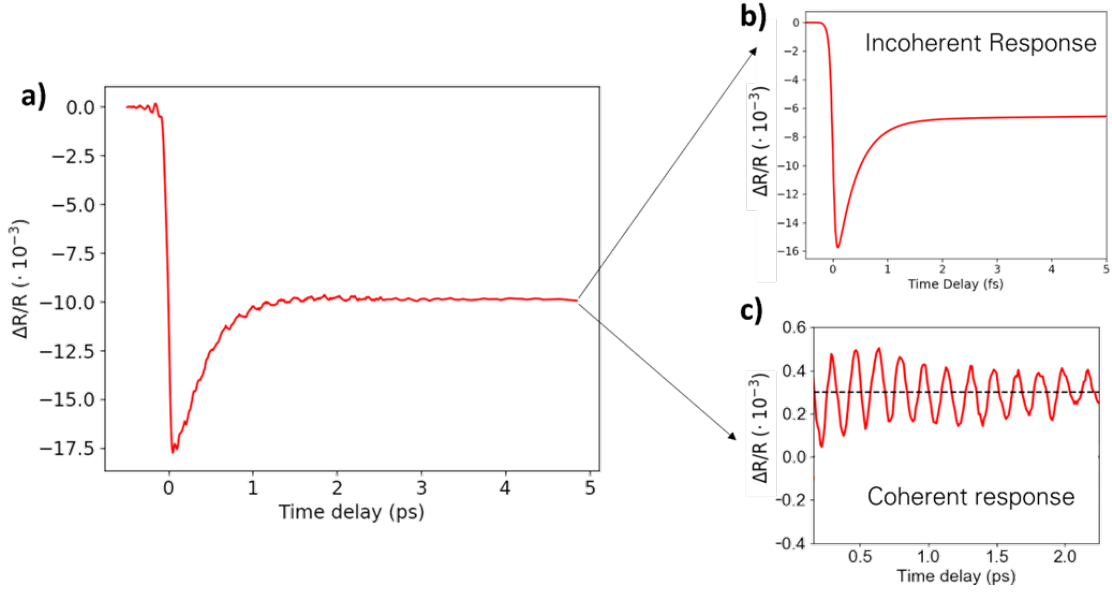 a)
0.0
−2.5
−5.0
−7.5
−10.0
−12.5
−15.0
−17.5
ΔR/R (· 10⁻³)
0 1 2 3 4 5
Time delay (ps)
b)
Incoherent Response
0
−2
−4
−6
−8
−10
−12
−14
−16
ΔR/R (· 10⁻³)
0 1 2 3 4 5
Time Delay (fs)
c)
0.6
0.4
0.2
0.0
−0.2
−0.4
ΔR/R (· 10⁻³)
Coherent response
0.5 1.0 1.5 2.0
Time delay (ps)